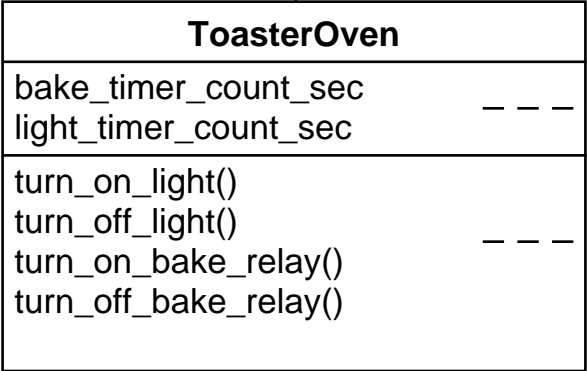 ToasterOven
bake_timer_count_sec
light_timer_count_sec
turn_on_light()
turn_off_light()
turn_on_bake_relay()
turn_off_bake_relay()